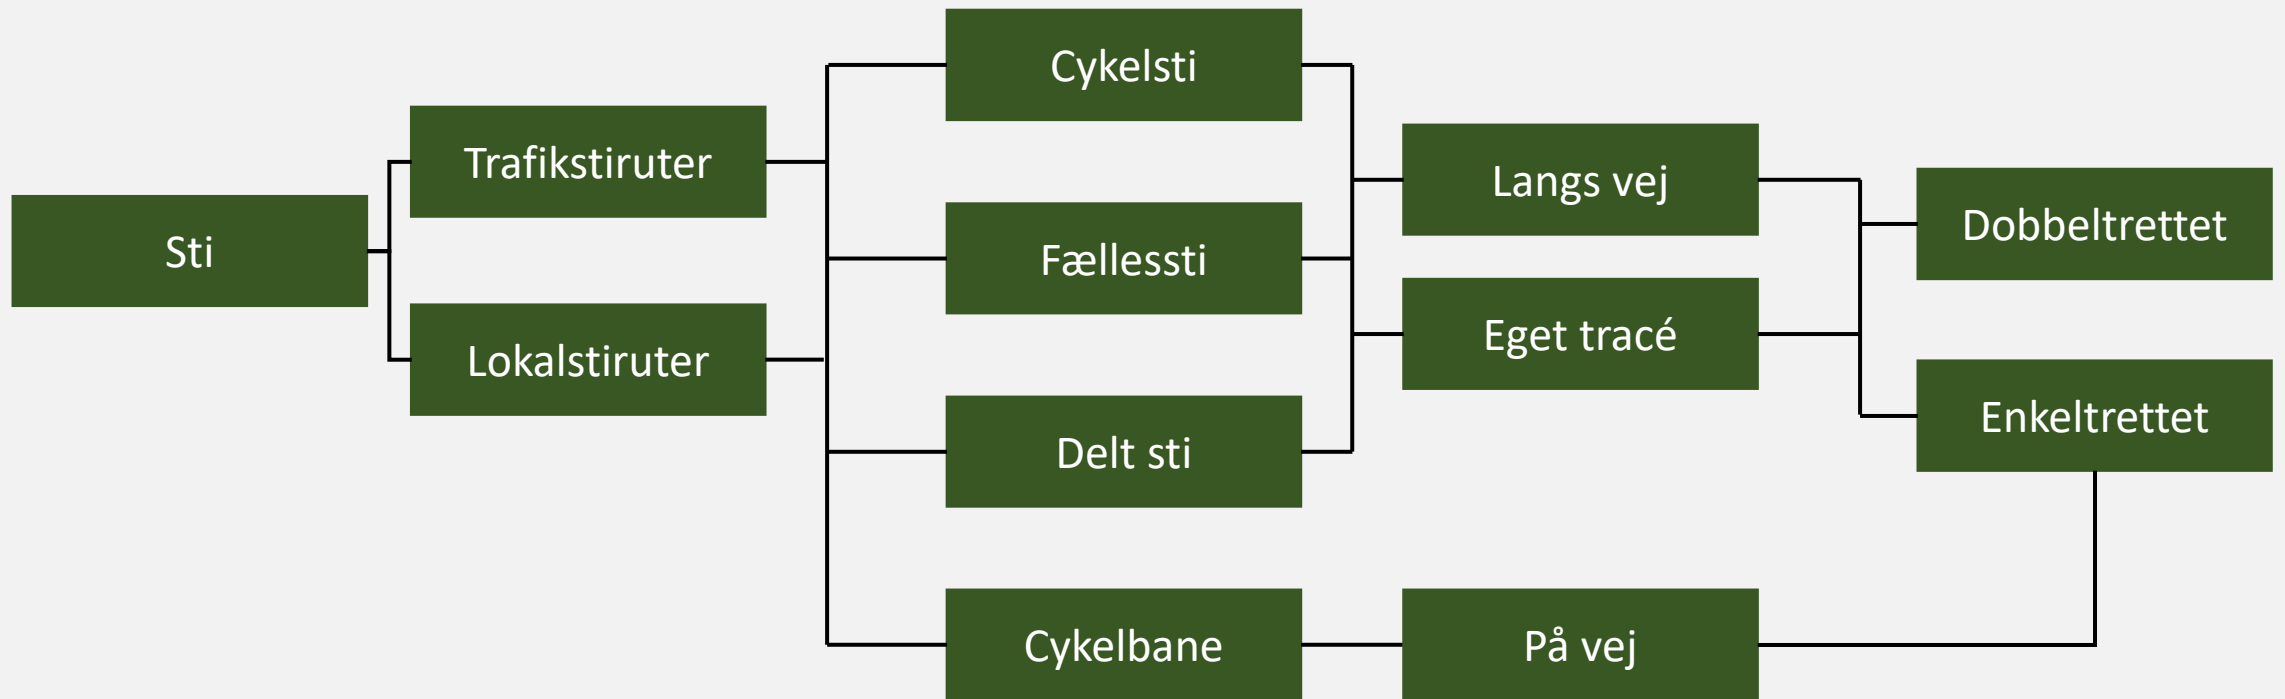 Sti
Trafikstiruter
Lokalstiruter
Cykelsti
Fællessti
Delt sti
Cykelbane
Langs vej
Eget tracé
På vej
Dobbeltrettet
Enkeltrettet